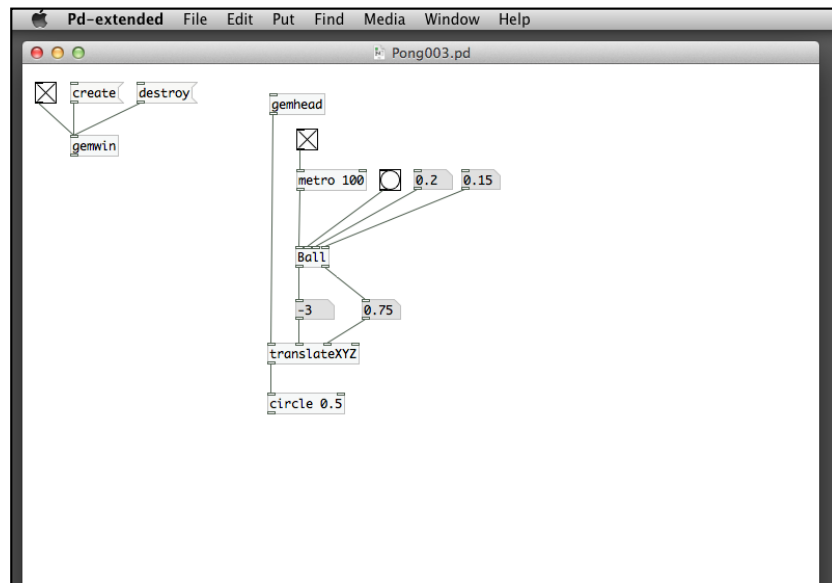 Pd-extended File Edit Put Find Media Window Help
Pong003.pd
create destroy
gemhead
gemwin
metro 100 0.2 0.15
Ball
-3 0.75
translateXYZ
circle 0.5